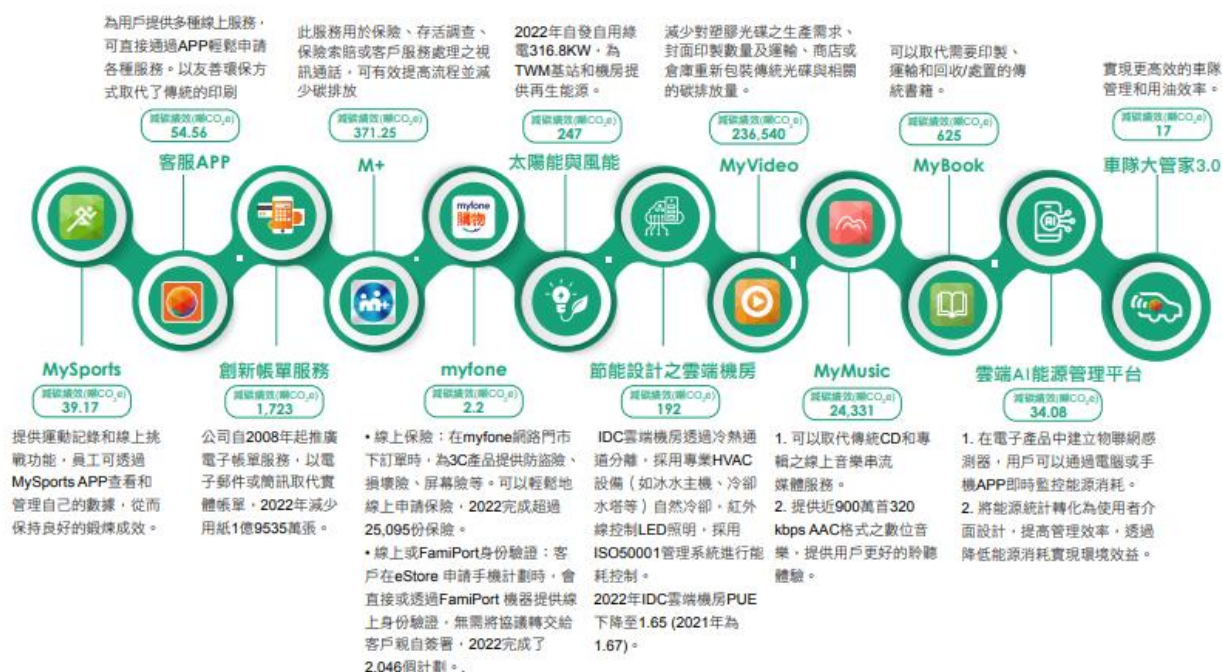 為用戶提供多種線上服務，
可直接通過APP輕鬆申請
各種服務。以友善環保方
式取代了傳統的印刷
減碳績效(噸CO₂e)
54.56
客服APP
此服務用於保險、存活調查、
保險索賠或客戶服務處理之視
訊通話，可有效提高流程並減
少碳排放
減碳績效(噸CO₂e)
371.25
M+
2022年自發自用綠
電316.8KW，為
TWM基站和機房提
供再生能源。
減碳績效(噸CO₂e)
247
太陽能與風能
減少對塑膠光碟之生產需求、
封面印製數量及運輸、商店或
倉庫重新包裝傳統光碟與相關
的碳排放量。
減碳績效(噸CO₂e)
236,540
MyVideo
可以取代需要印製、
運輸和回收/處置的傳
統書籍。
減碳績效(噸CO₂e)
625
MyBook
實現更高效的車隊
管理和用油效率。
減碳績效(噸CO₂e)
17
車隊大管家3.0
myfone
購物
m+
AI
MySports
減碳績效(噸CO₂e)
39.17
提供運動記錄和線上挑
戰功能，員工可透過
MySports APP查看和
管理自己的數據，從而
保持良好的鍛煉成效。
創新帳單服務
減碳績效(噸CO₂e)
1,723
公司自2008年起推廣
電子帳單服務，以電
子郵件或簡訊取代實
體帳單，2022年減少
用紙1億9535萬張。
myfone
減碳績效(噸CO₂e)
2.2
• 線上保險：在myfone網路門市
下訂單時，為3C產品提供防盜險、
損壞險、屏幕險等。可以輕鬆地
線上申請保險，2022完成超過
25,095份保險。
• 線上或FamiPort身份驗證：客
戶在eStore 申請手機計劃時，會
直接或透過FamiPort 機器提供線
上身份驗證，無需將協議轉交給
客戶親自簽署，2022完成了
2,046個計劃。.
節能設計之雲端機房
減碳績效(噸CO₂e)
192
IDC雲端機房透過冷熱通
道分離，採用專業HVAC
設備（如冰水主機、冷卻
水塔等）自然冷卻，紅外
線控制LED照明，採用
ISO50001管理系統進行能
耗控制。
2022年IDC雲端機房PUE
下降至1.65 (2021年為
1.67)。
MyMusic
減碳績效(噸CO₂e)
24,331
1. 可以取代傳統CD和專
輯之線上音樂串流
媒體服務。
2. 提供近900萬首320
kbps AAC格式之數位音
樂，提供用戶更好的聆聽
體驗。
雲端AI能源管理平台
減碳績效(噸CO₂e)
34.08
1. 在電子產品中建立物聯網感
測器，用戶可以通過電腦或手
機APP即時監控能源消耗。
2. 將能源統計轉化為使用者介
面設計，提高管理效率，透過
降低能源消耗實現環境效益。